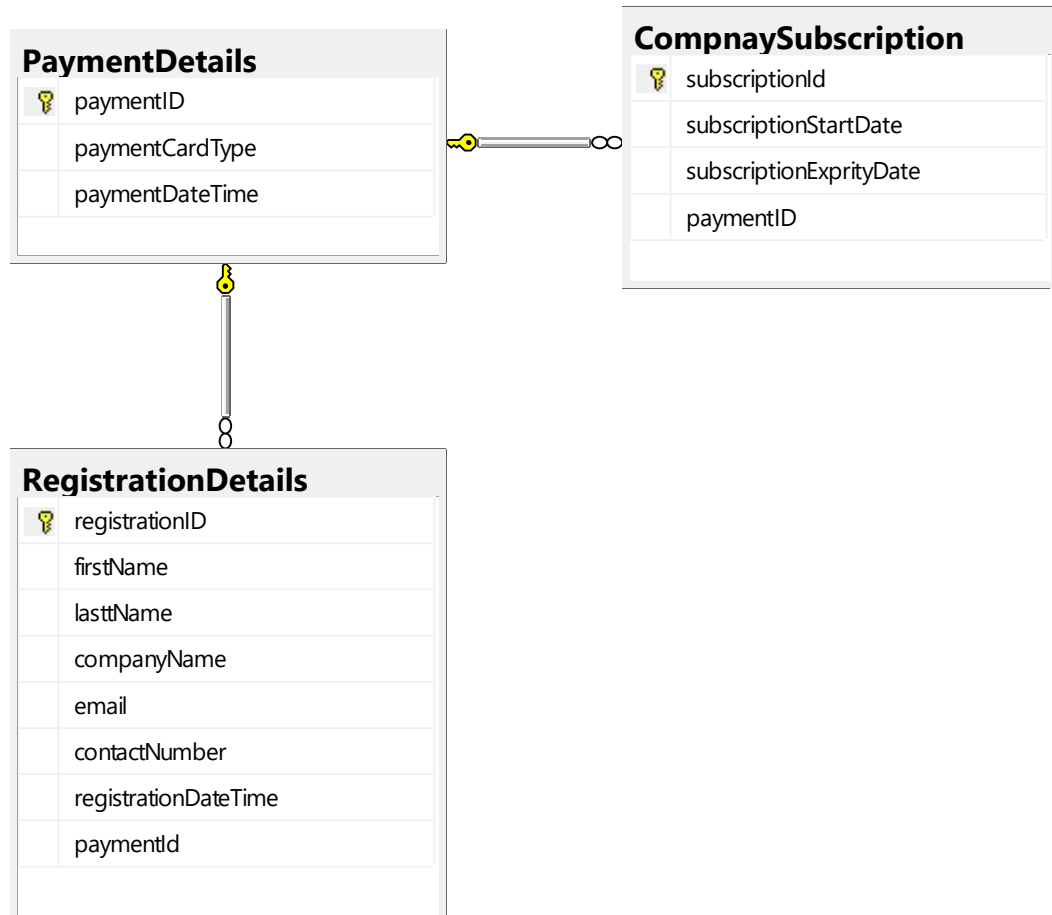 PaymentDetails
paymentID
paymentCardType
paymentDateTime
CompnaySubscription
subscriptionId
subscriptionStartDate
subscriptionExprityDate
paymentID
RegistrationDetails
registrationID
firstName
lasttName
companyName
email
contactNumber
registrationDateTime
paymentId